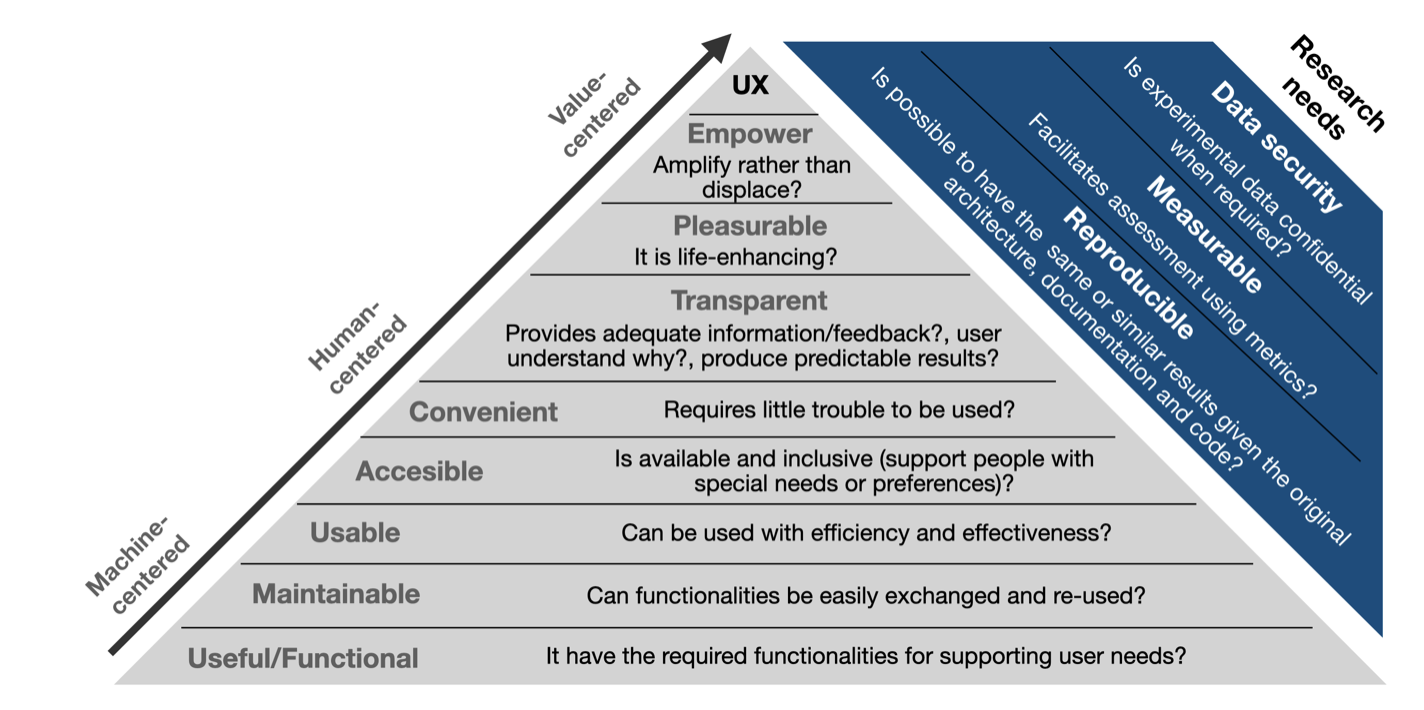 UX
Empower
Amplify rather than
displace?
Pleasurable
It is life-enhancing?
Transparent
Provides adequate information/feedback?, user
understand why?, produce predictable results?
Convenient
Requires little trouble to be used?
Accesible
Is available and inclusive (support people with
special needs or preferences)?
Usable
Can be used with efficiency and effectiveness?
Maintainable
Can functionalities be easily exchanged and re-used?
Useful/Functional
It have the required functionalities for supporting user needs?
Value-
centered
Human-
centered
Machine-
centered
Research
needs
Data security
Is experimental data confidential
when required?
Measurable
Facilitates assessment using metrics?
Reproducible
Is possible to have the same or similar results given the original
architecture, documentation and code?